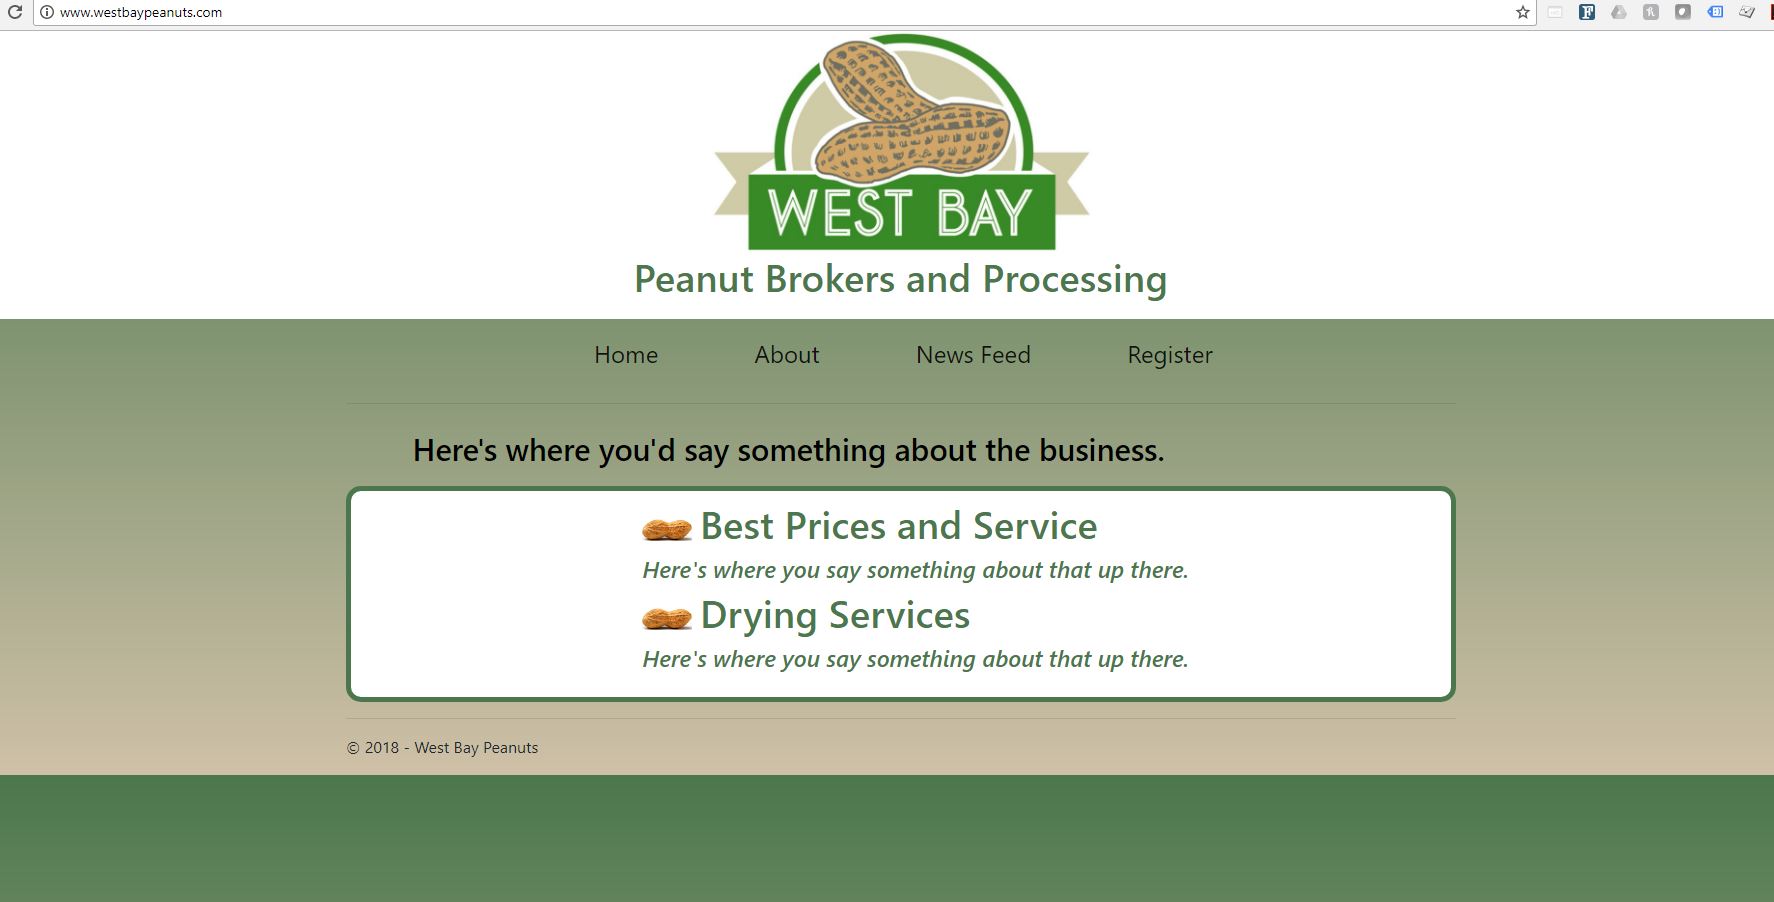 www.westbaypeanuts.com
WEST BAY
Peanut Brokers and Processing
Home About News Feed Register
Here's where you'd say something about the business.
Best Prices and Service
Here's where you say something about that up there.
Drying Services
Here's where you say something about that up there.
© 2018 - West Bay Peanuts